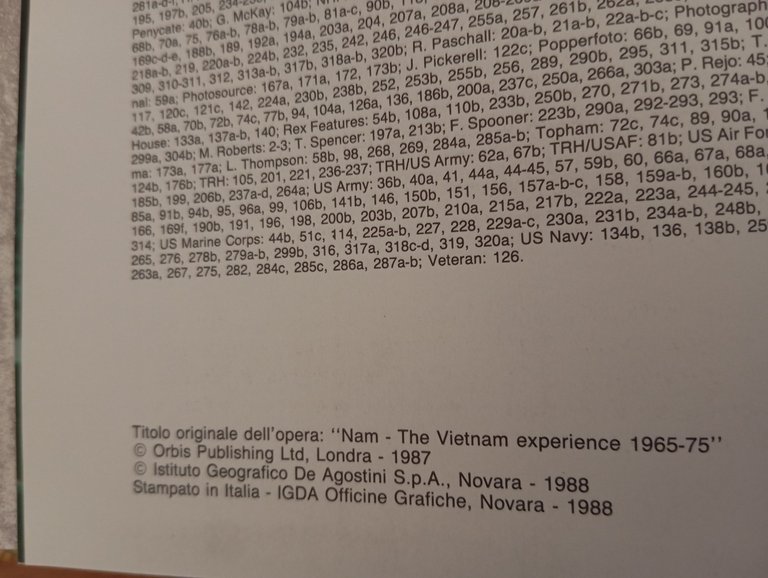 281a-d-f,
195, 197b, 205,
Penycate: 40b; G. McKay: 104b;
68b, 70a, 75, 76a-b, 78a-b, 79a-b, 81a-c, 90b,
169c-d-e, 188b, 189, 192a, 194a, 203a, 204, 207a, 208a,
218a-b, 219, 220a-b, 224b, 232, 235, 242, 246, 246-247, 255a, 257, 261b, 262a,
309, 310-311, 312, 313a-b, 317b, 318a-b, 320b; R. Paschall: 20a-b, 21a-b, 22a-b-c; Photograph
nal: 59a; Photosource: 167a, 171a, 172, 173b; J. Pickerell: 122c; Popperfoto: 66b, 69, 91a,
117, 120c, 121c, 142, 224a, 230b, 238b, 252, 253b, 255b, 256, 289, 290b, 295, 311, 315b; T.
42b, 58a, 70b, 72b, 74c, 77b, 94, 104a, 126a, 136, 186b, 200a, 237c, 250a, 266a, 303a; P. Rejo: 45;
House: 133a, 137a-b, 140; Rex Features: 54b, 108a, 110b, 233b, 250b, 270, 271b, 273, 274a-b,
299a, 304b; M. Roberts: 2-3; T. Spencer: 197a, 213b; F. Spooner: 223b, 290a, 292-293, 293; F.
ma: 173a, 177a; L. Thompson: 58b, 98, 268, 269, 284a, 285a-b; Topham: 72c, 74c, 89, 90a,
124b, 176b; TRH: 105, 201, 221, 236-237; TRH/US Army: 62a, 67b; TRH/USAF: 81b; US Air Fo
185b, 199, 206b, 237a-d, 264a; US Army: 36b, 40a, 41, 44a, 44-45, 57, 59b, 60, 66a, 67a, 68a,
85a, 91b, 94b, 95, 96a, 99, 106b, 141b, 146, 150b, 151, 156, 157a-b-c, 158, 159a-b, 160b,
166, 169f, 190b, 191, 196, 198, 200b, 203b, 207b, 210a, 215a, 217b, 222a, 223a, 244-245,
314; US Marine Corps: 44b, 51c, 114, 225a-b, 227, 228, 229a-c, 230a, 231b, 234a-b, 248b,
265, 276, 278b, 279a-b, 299b, 316, 317a, 318c-d, 319, 320a; US Navy: 134b, 136, 138b, 25
263a, 267, 275, 282, 284c, 285c, 286a, 287a-b; Veteran: 126.
Titolo originale dell'opera: ''Nam - The Vietnam experience 1965-75''
© Orbis Publishing Ltd, Londra - 1987
© Istituto Geografico De Agostini S.p.A., Novara - 1988
Stampato in Italia - IGDA Officine Grafiche, Novara - 1988